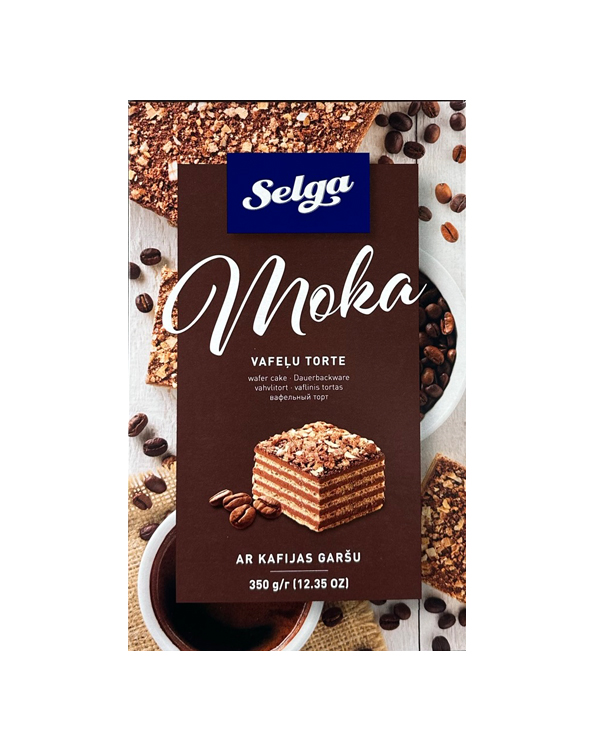 Selga
Moka
VAFEĻU TORTE
wafer cake · Dauerbackware
vahvlitort · vaflinis tortas
вафельный торт
AR KAFIJAS GARŠU
350 g/г (12.35 OZ)